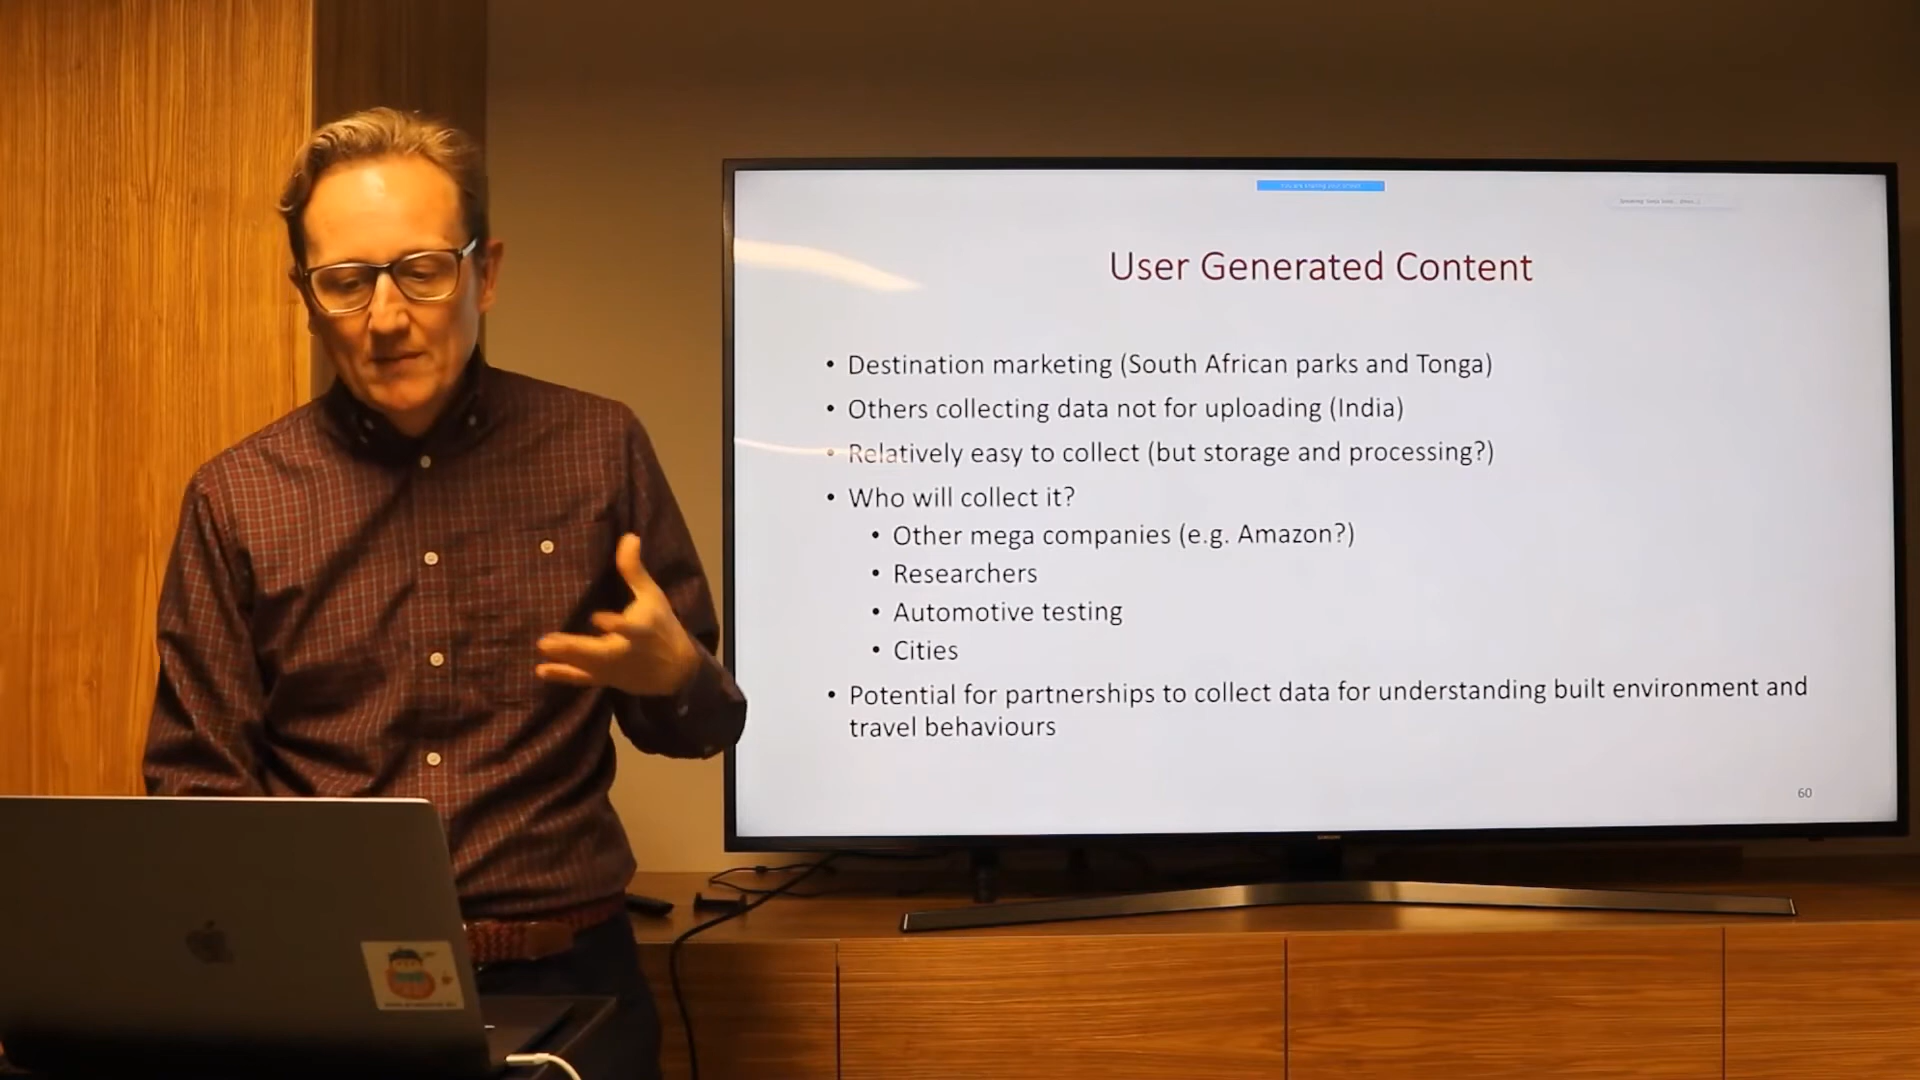 User Generated Content
• Destination marketing (South African parks and Tonga)
• Others collecting data not for uploading (India)
• Relatively easy to collect (but storage and processing?)
• Who will collect it?
• Other mega companies (e.g. Amazon?)
• Researchers
• Automotive testing
• Cities
• Potential for partnerships to collect data for understanding built environment and
travel behaviours
60
SAMSUNG